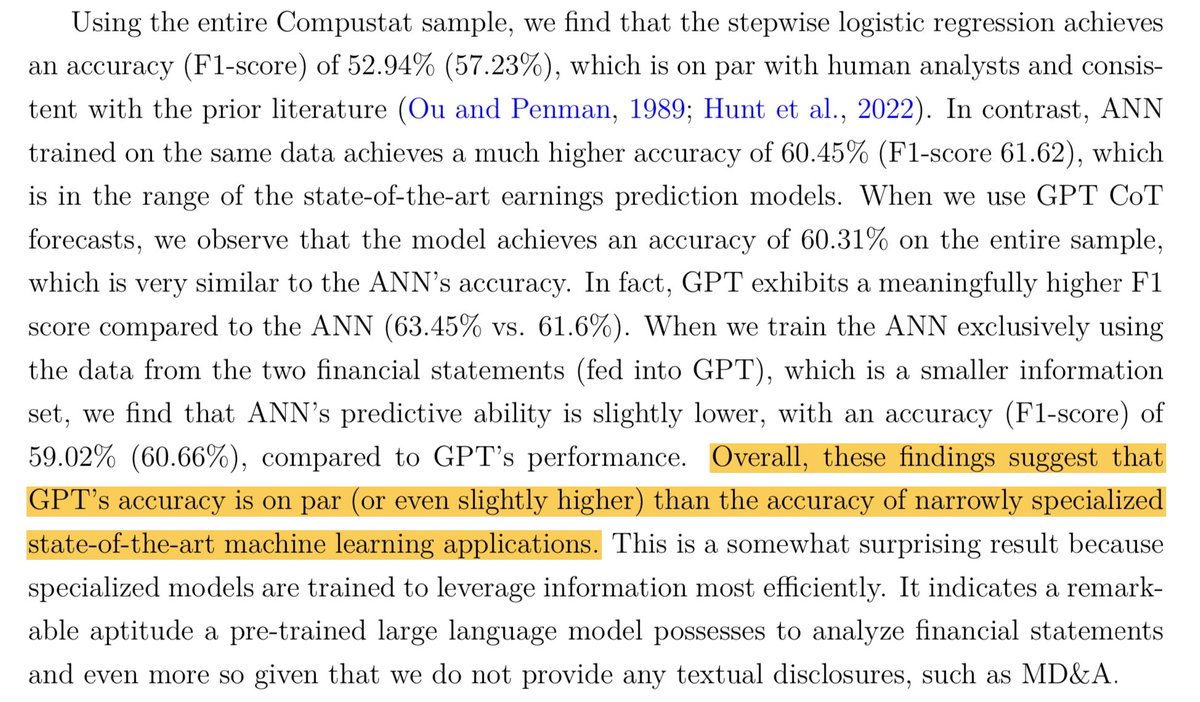 Using the entire Compustat sample, we find that the stepwise logistic regression achieves
an accuracy (F1-score) of 52.94% (57.23%), which is on par with human analysts and consis-
tent with the prior literature (Ou and Penman, 1989; Hunt et al., 2022). In contrast, ANN
trained on the same data achieves a much higher accuracy of 60.45% (F1-score 61.62), which
is in the range of the state-of-the-art earnings prediction models. When we use GPT CoT
forecasts, we observe that the model achieves an accuracy of 60.31% on the entire sample,
which is very similar to the ANN's accuracy. In fact, GPT exhibits a meaningfully higher F1
score compared to the ANN (63.45% vs. 61.6%). When we train the ANN exclusively using
the data from the two financial statements (fed into GPT), which is a smaller information
set, we find that ANN's predictive ability is slightly lower, with an accuracy (F1-score) of
59.02% (60.66%), compared to GPT's performance. Overall, these findings suggest that
GPT's accuracy is on par (or even slightly higher) than the accuracy of narrowly specialized
state-of-the-art machine learning applications. This is a somewhat surprising result because
specialized models are trained to leverage information most efficiently. It indicates a remark-
able aptitude a pre-trained large language model possesses to analyze financial statements
and even more so given that we do not provide any textual disclosures, such as MD&A.